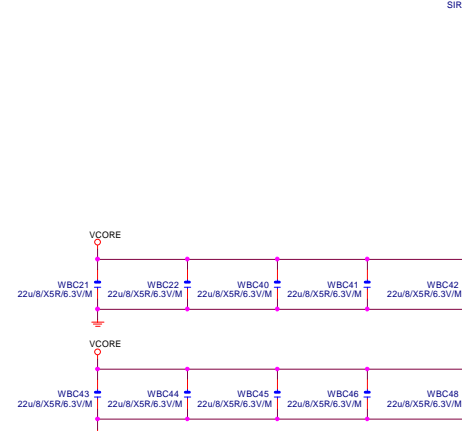 SIR
VCORE
WBC21 WBC22 WBC40 WBC41 WBC42
22u/8/X5R/6.3V/M 22u/8/X5R/6.3V/M 22u/8/X5R/6.3V/M 22u/8/X5R/6.3V/M 22u/8/X5R/6.3V/M
VCORE
WBC43 WBC44 WBC45 WBC46 WBC48
22u/8/X5R/6.3V/M 22u/8/X5R/6.3V/M 22u/8/X5R/6.3V/M 22u/8/X5R/6.3V/M 22u/8/X5R/6.3V/M